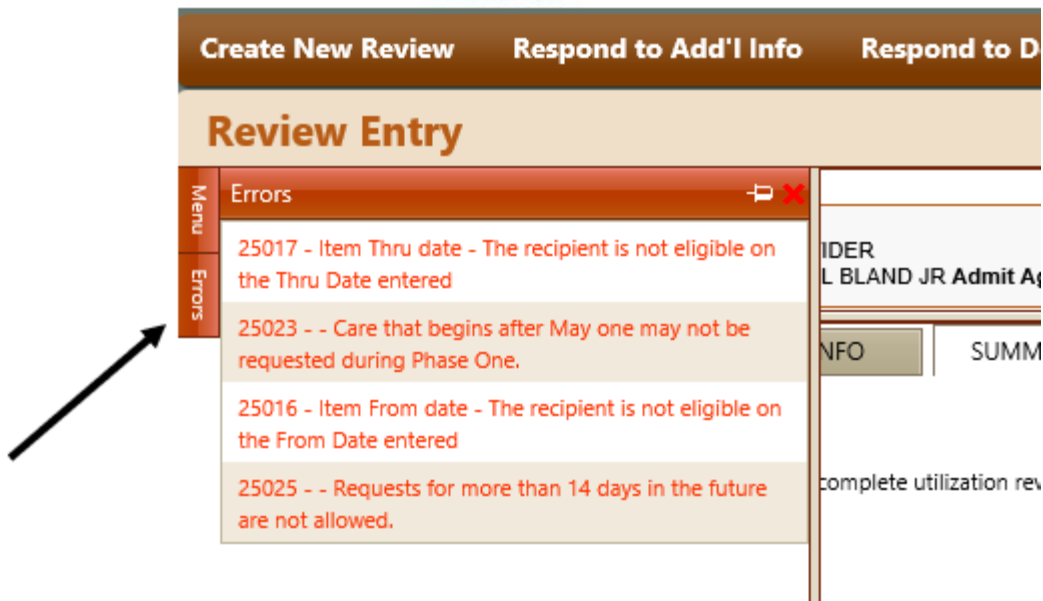 Create New Review Respond to Add'l Info Respond to
Review Entry
Menu
Errors
Errors
25017 - Item Thru date - The recipient is not eligible on
the Thru Date entered
25023 - - Care that begins after May one may not be
requested during Phase One.
25016 - Item From date - The recipient is not eligible on
the From Date entered
25025 - - Requests for more than 14 days in the future
are not allowed.
IDER
L BLAND JR Admit Ag
NFO SUMM
complete utilization rev